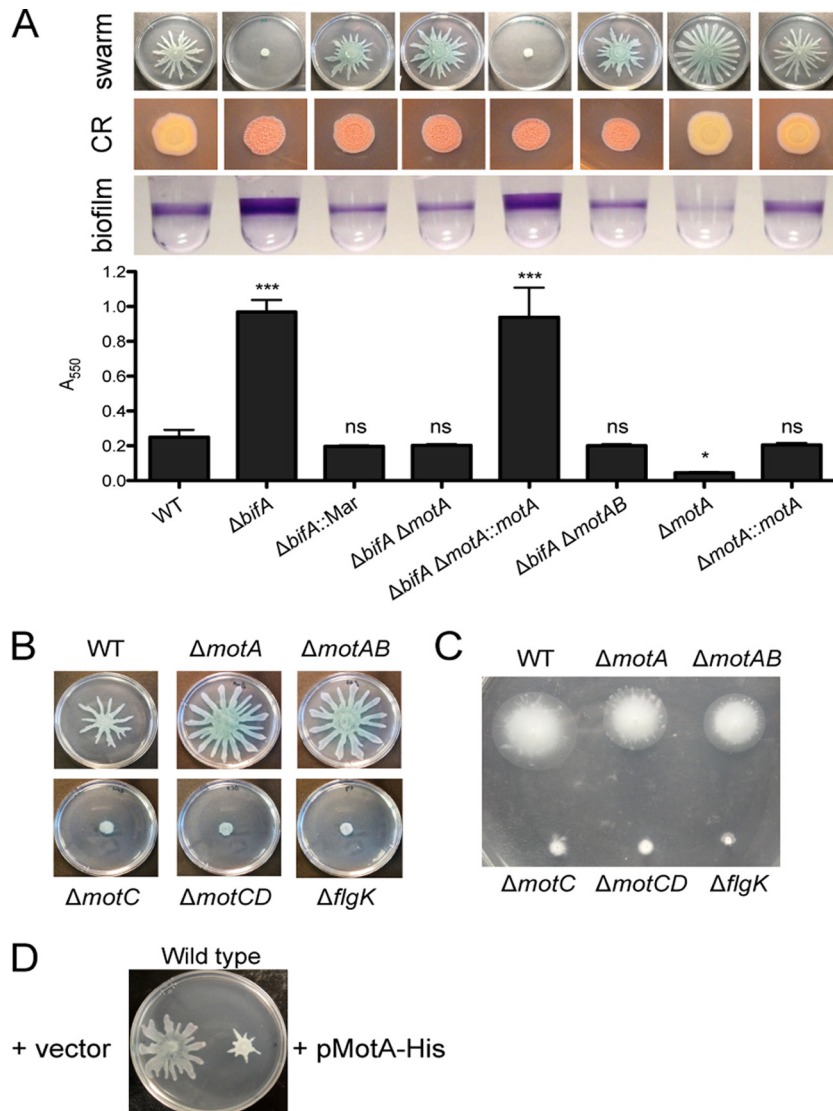 A
swarm
CR
biofilm
1.2
1.0
0.8
0.6
0.4
0.2
0.0
A550
***
ns
ns
***
ns
*
ns
WT
ΔbifA
ΔbifA::Mar
ΔbifA ΔmotA
ΔbifA ΔmotA::motA
ΔbifA ΔmotAB
ΔmotA
ΔmotA::motA
B
WT ΔmotA ΔmotAB
ΔmotC ΔmotCD ΔflgK
C
WT ΔmotA ΔmotAB
ΔmotC ΔmotCD ΔflgK
D
Wild type
+ vector + pMotA-His